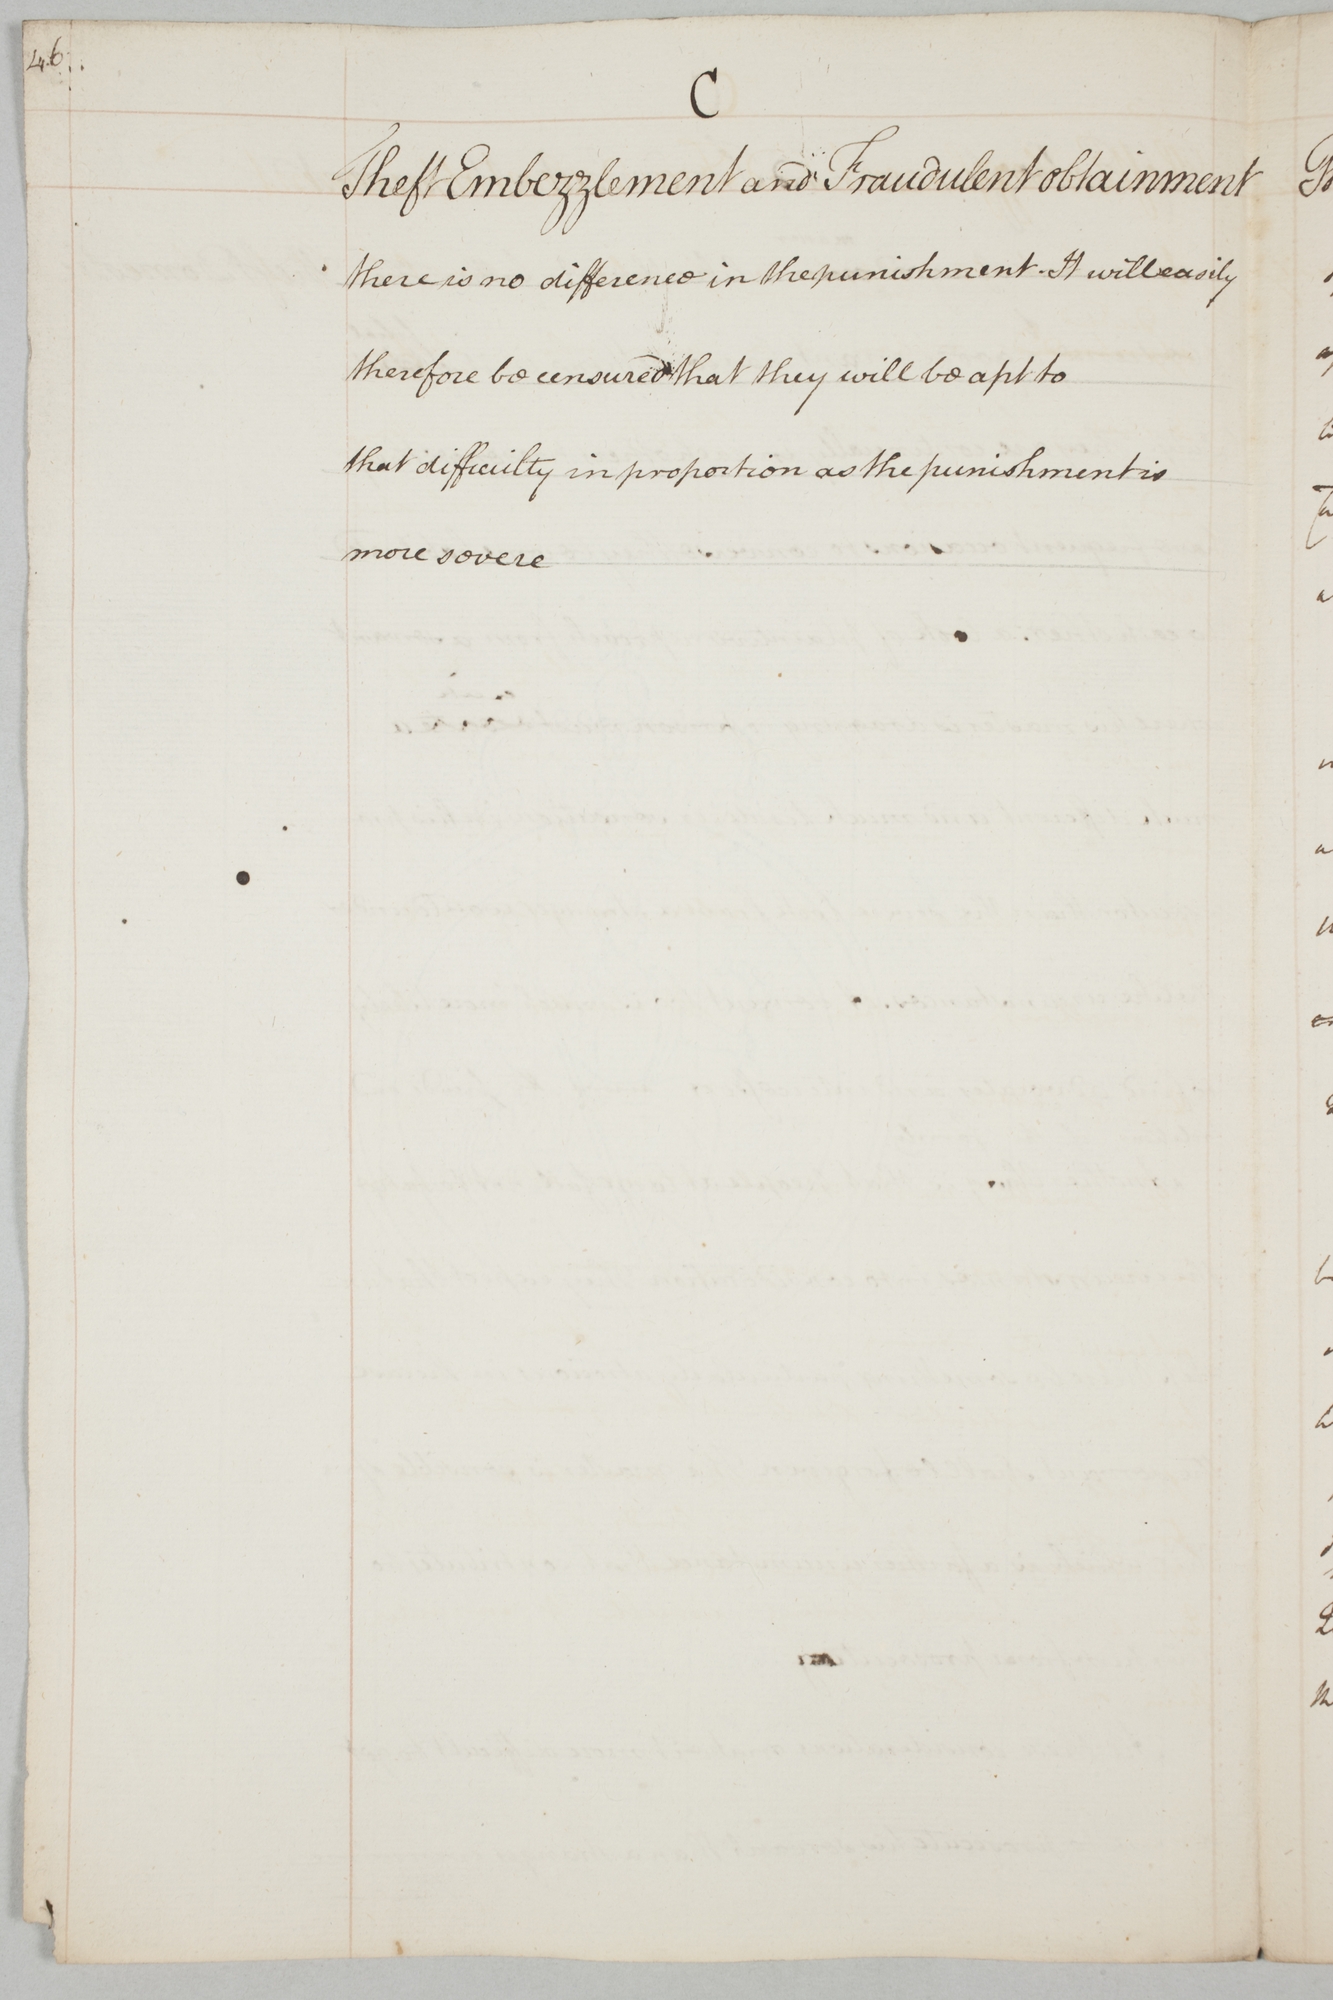 46.
C
Theft Embezzlement and Fraudulent obtainment
there is no difference in the punishment. It will easily
therefore be censured that they will be apt to
that difficulty in proportion as the punishment is
more severe